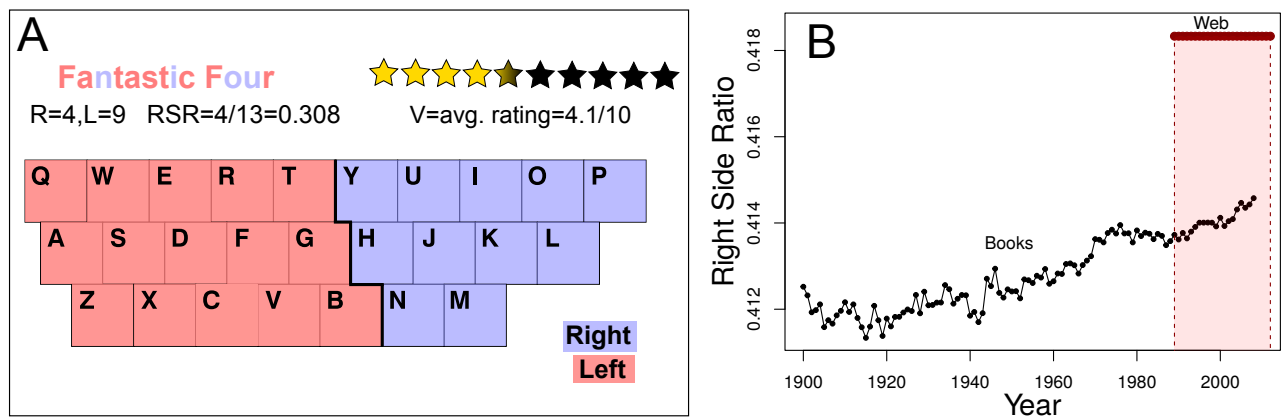 A
Fantastic Four
R=4,L=9 RSR=4/13=0.308
V=avg. rating=4.1/10
Q W E R T Y U I O P
A S D F G H J K L
Z X C V B N M
Right
Left
B
Web
Books
Right Side Ratio
0.418
0.416
0.414
0.412
1900 1920 1940 1960 1980 2000
Year